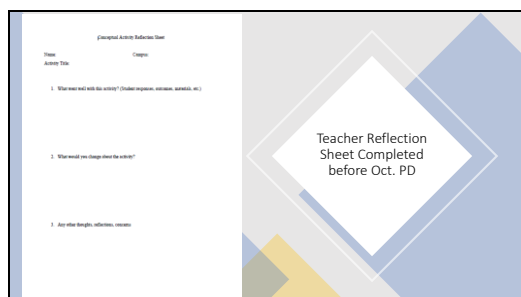 Conceptual Activity Reflection Sheet
Name: Campus:
Activity Title:
1. What went well with this activity? (Student responses, outcomes, materials, etc.)
2. What would you change about the activity?
3. Any other thoughts, reflections, concerns
Teacher Reflection
Sheet Completed
before Oct. PD